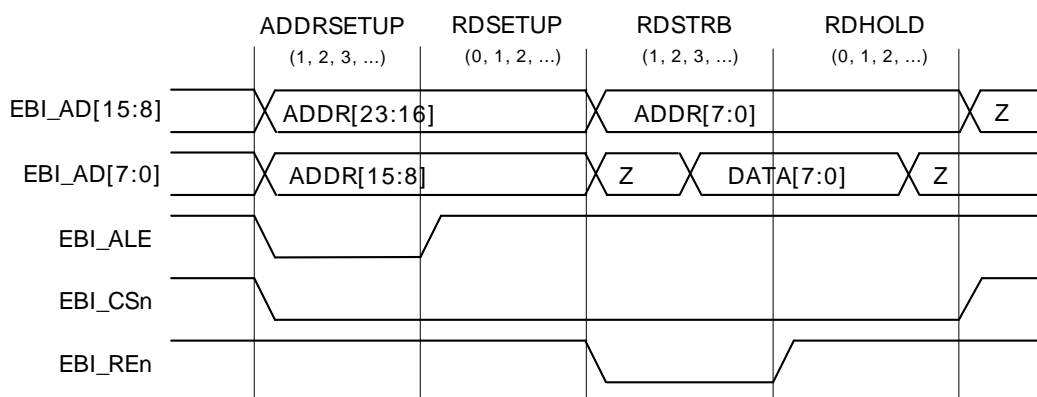 ADDRSETUP RDSETUP RDSTRB RDHOLD
(1, 2, 3, ...) (0, 1, 2, ...) (1, 2, 3, ...) (0, 1, 2, ...)
EBI_AD[15:8] ADDR[23:16] ADDR[7:0] Z
EBI_AD[7:0] ADDR[15:8] Z DATA[7:0] Z
EBI_ALE
EBI_CSn
EBI_REn